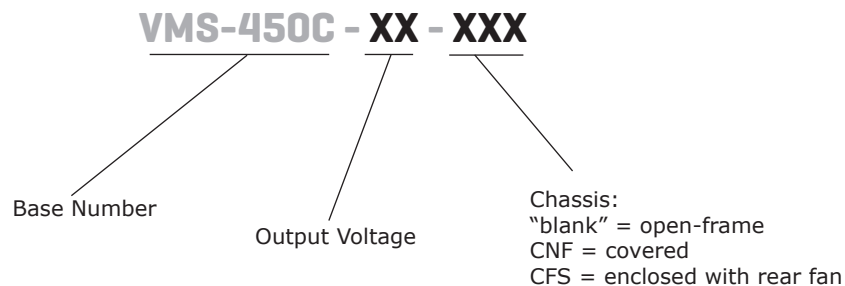 VMS-450C - XX - XXX
Base Number
Output Voltage
Chassis:
“blank” = open-frame
CNF = covered
CFS = enclosed with rear fan